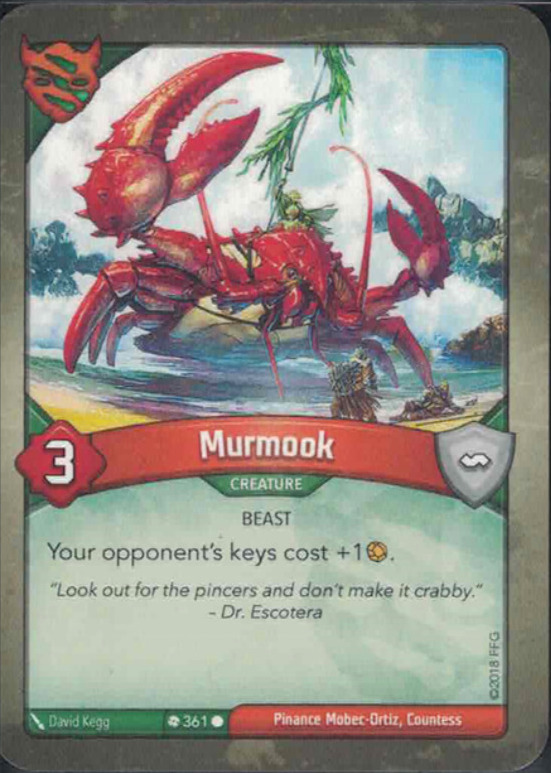 Murmook
3
CREATURE
BEAST
Your opponent's keys cost +1.
"Look out for the pincers and don't make it crabby."
- Dr. Escotera
©2018 FFG
David Kegg
361
Pinance Mobec-Ortiz, Countess